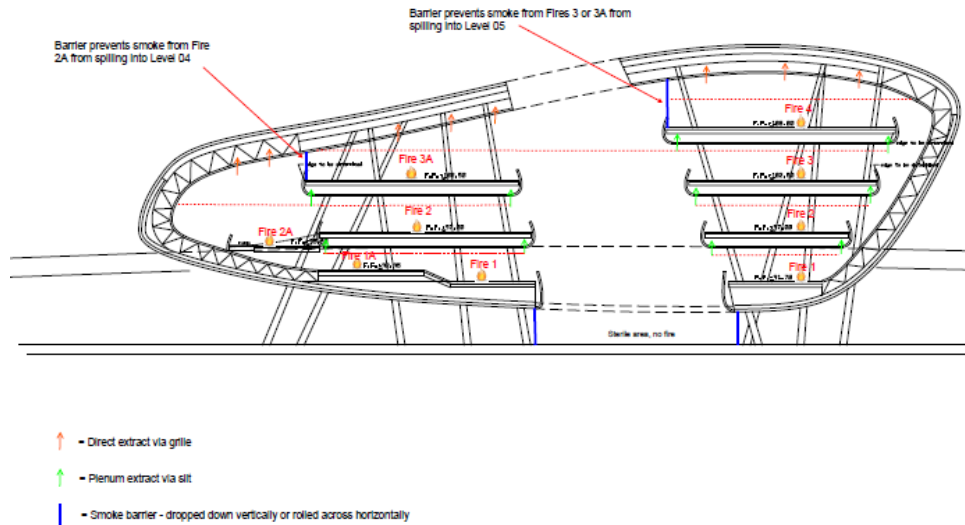 Barrier prevents smoke from Fires 3 or 3A from
spilling into Level 05
Barrier prevents smoke from Fire
2A from spilling into Level 04
Fire 4
Fire 3A
Fire 3
Fire 2
Fire 2
Fire 2A
Fire 1A
Fire 1
Fire 1
Sterile area, no fire
= Direct extract via grille
= Plenum extract via slit
= Smoke barrier - dropped down vertically or rolled across horizontally